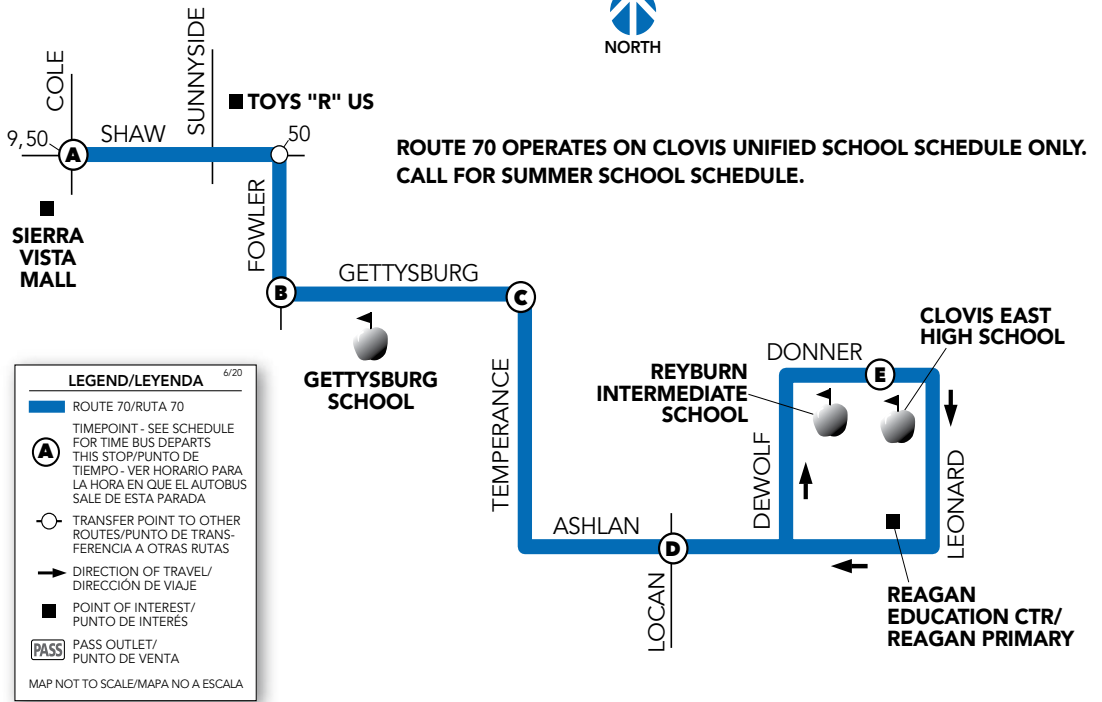 NORTH
COLE
SUNNYSIDE
TOYS "R" US
9, 50
A
SHAW
50
ROUTE 70 OPERATES ON CLOVIS UNIFIED SCHOOL SCHEDULE ONLY.
CALL FOR SUMMER SCHOOL SCHEDULE.
SIERRA
VISTA
MALL
FOWLER
B
GETTYSBURG
C
GETTYSBURG
SCHOOL
TEMPERANCE
CLOVIS EAST
HIGH SCHOOL
DONNER
E
REYBURN
INTERMEDIATE
SCHOOL
DEWOLF
LEONARD
ASHLAN
D
LOCAN
REAGAN
EDUCATION CTR/
REAGAN PRIMARY
LEGEND/LEYENDA 6/20
ROUTE 70/RUTA 70
A
TIMEPOINT - SEE SCHEDULE
FOR TIME BUS DEPARTS
THIS STOP/PUNTO DE
TIEMPO - VER HORARIO PARA
LA HORA EN QUE EL AUTOBUS
SALE DE ESTA PARADA
TRANSFER POINT TO OTHER
ROUTES/PUNTO DE TRANS-
FERENCIA A OTRAS RUTAS
DIRECTION OF TRAVEL/
DIRECCIÓN DE VIAJE
POINT OF INTEREST/
PUNTO DE INTERÉS
PASS
PASS OUTLET/
PUNTO DE VENTA
MAP NOT TO SCALE/MAPA NO A ESCALA